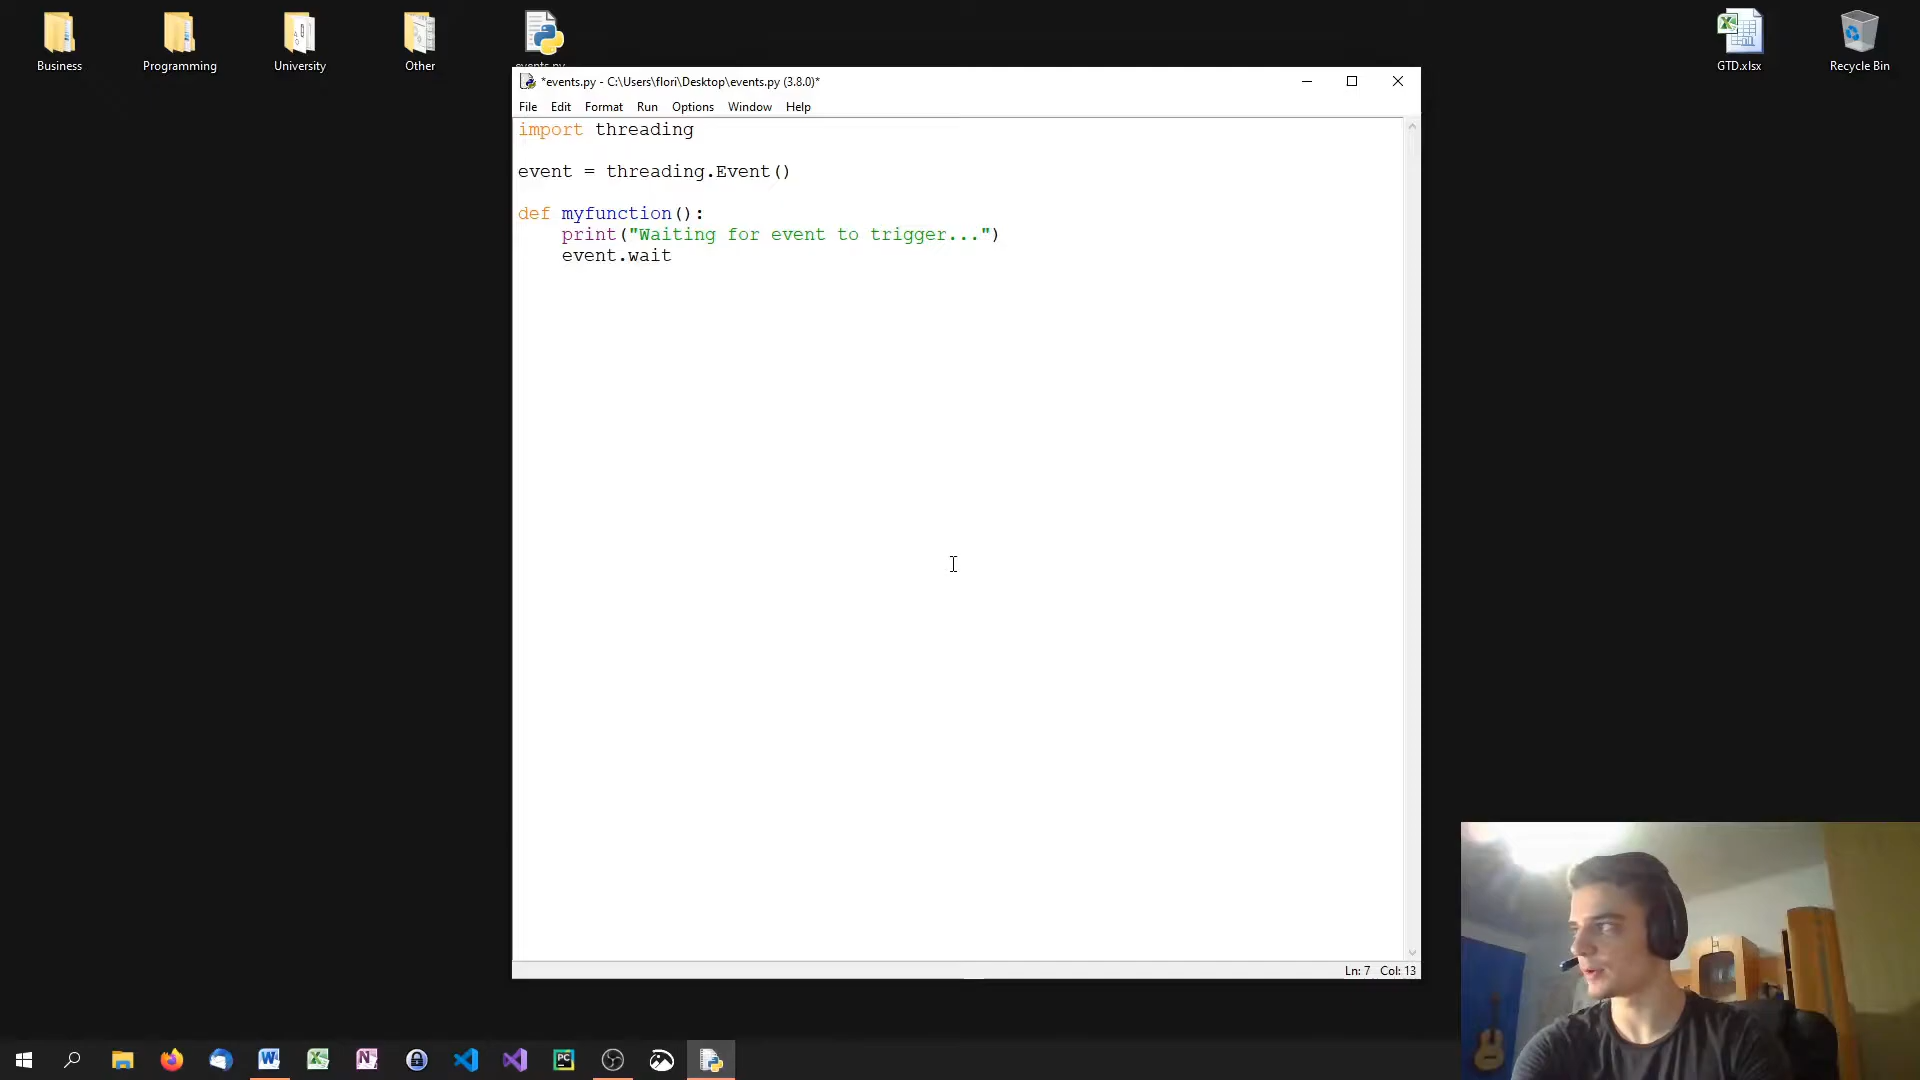 Business
Programming
University
Other
events.py
GTD.xlsx
Recycle Bin
*events.py - C:\Users\flori\Desktop\events.py (3.8.0)*
File Edit Format Run Options Window Help
import threading
event = threading.Event()
def myfunction():
    print("Waiting for event to trigger...")
    event.wait
Ln: 7 Col: 13